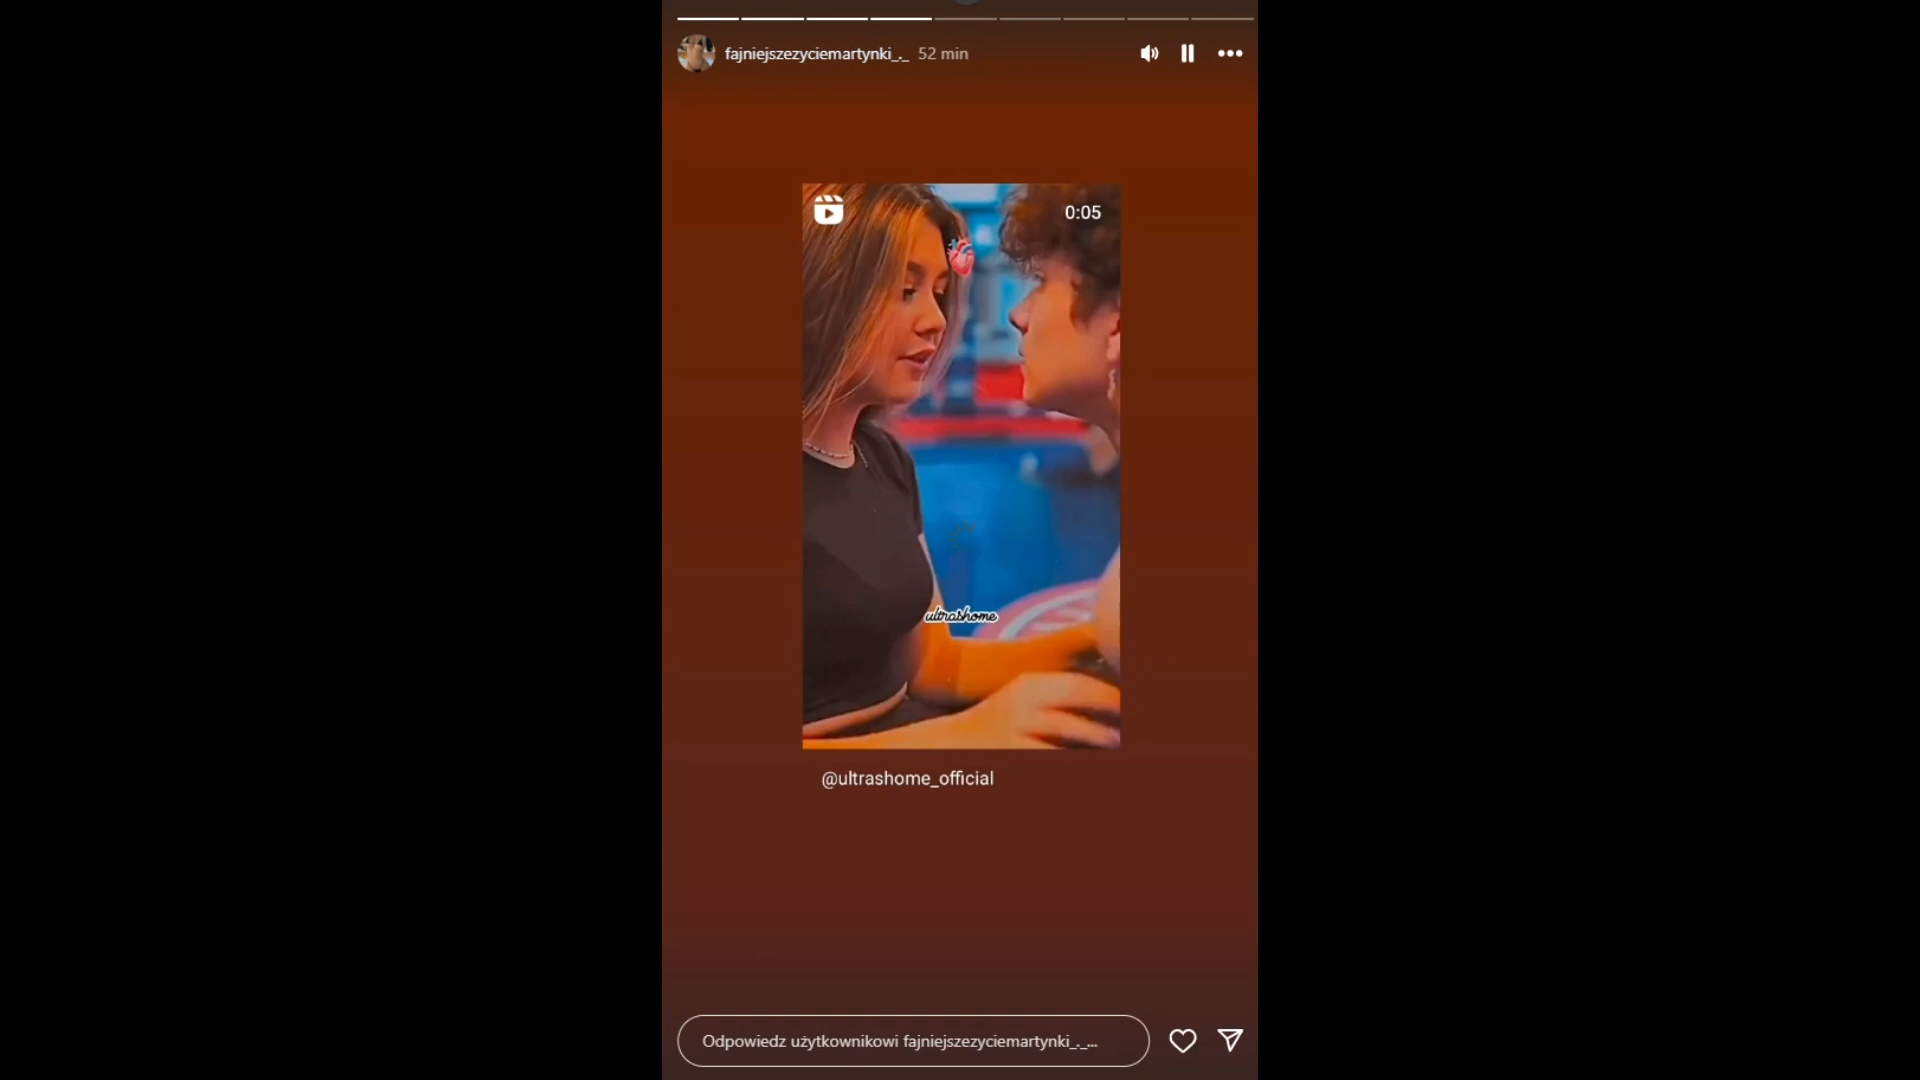 fajniejszezyciemartynki_._ 52 min
0:05
ultrashome
@ultrashome_official
Odpowiedz użytkownikowi fajniejszezyciemartynki_._...